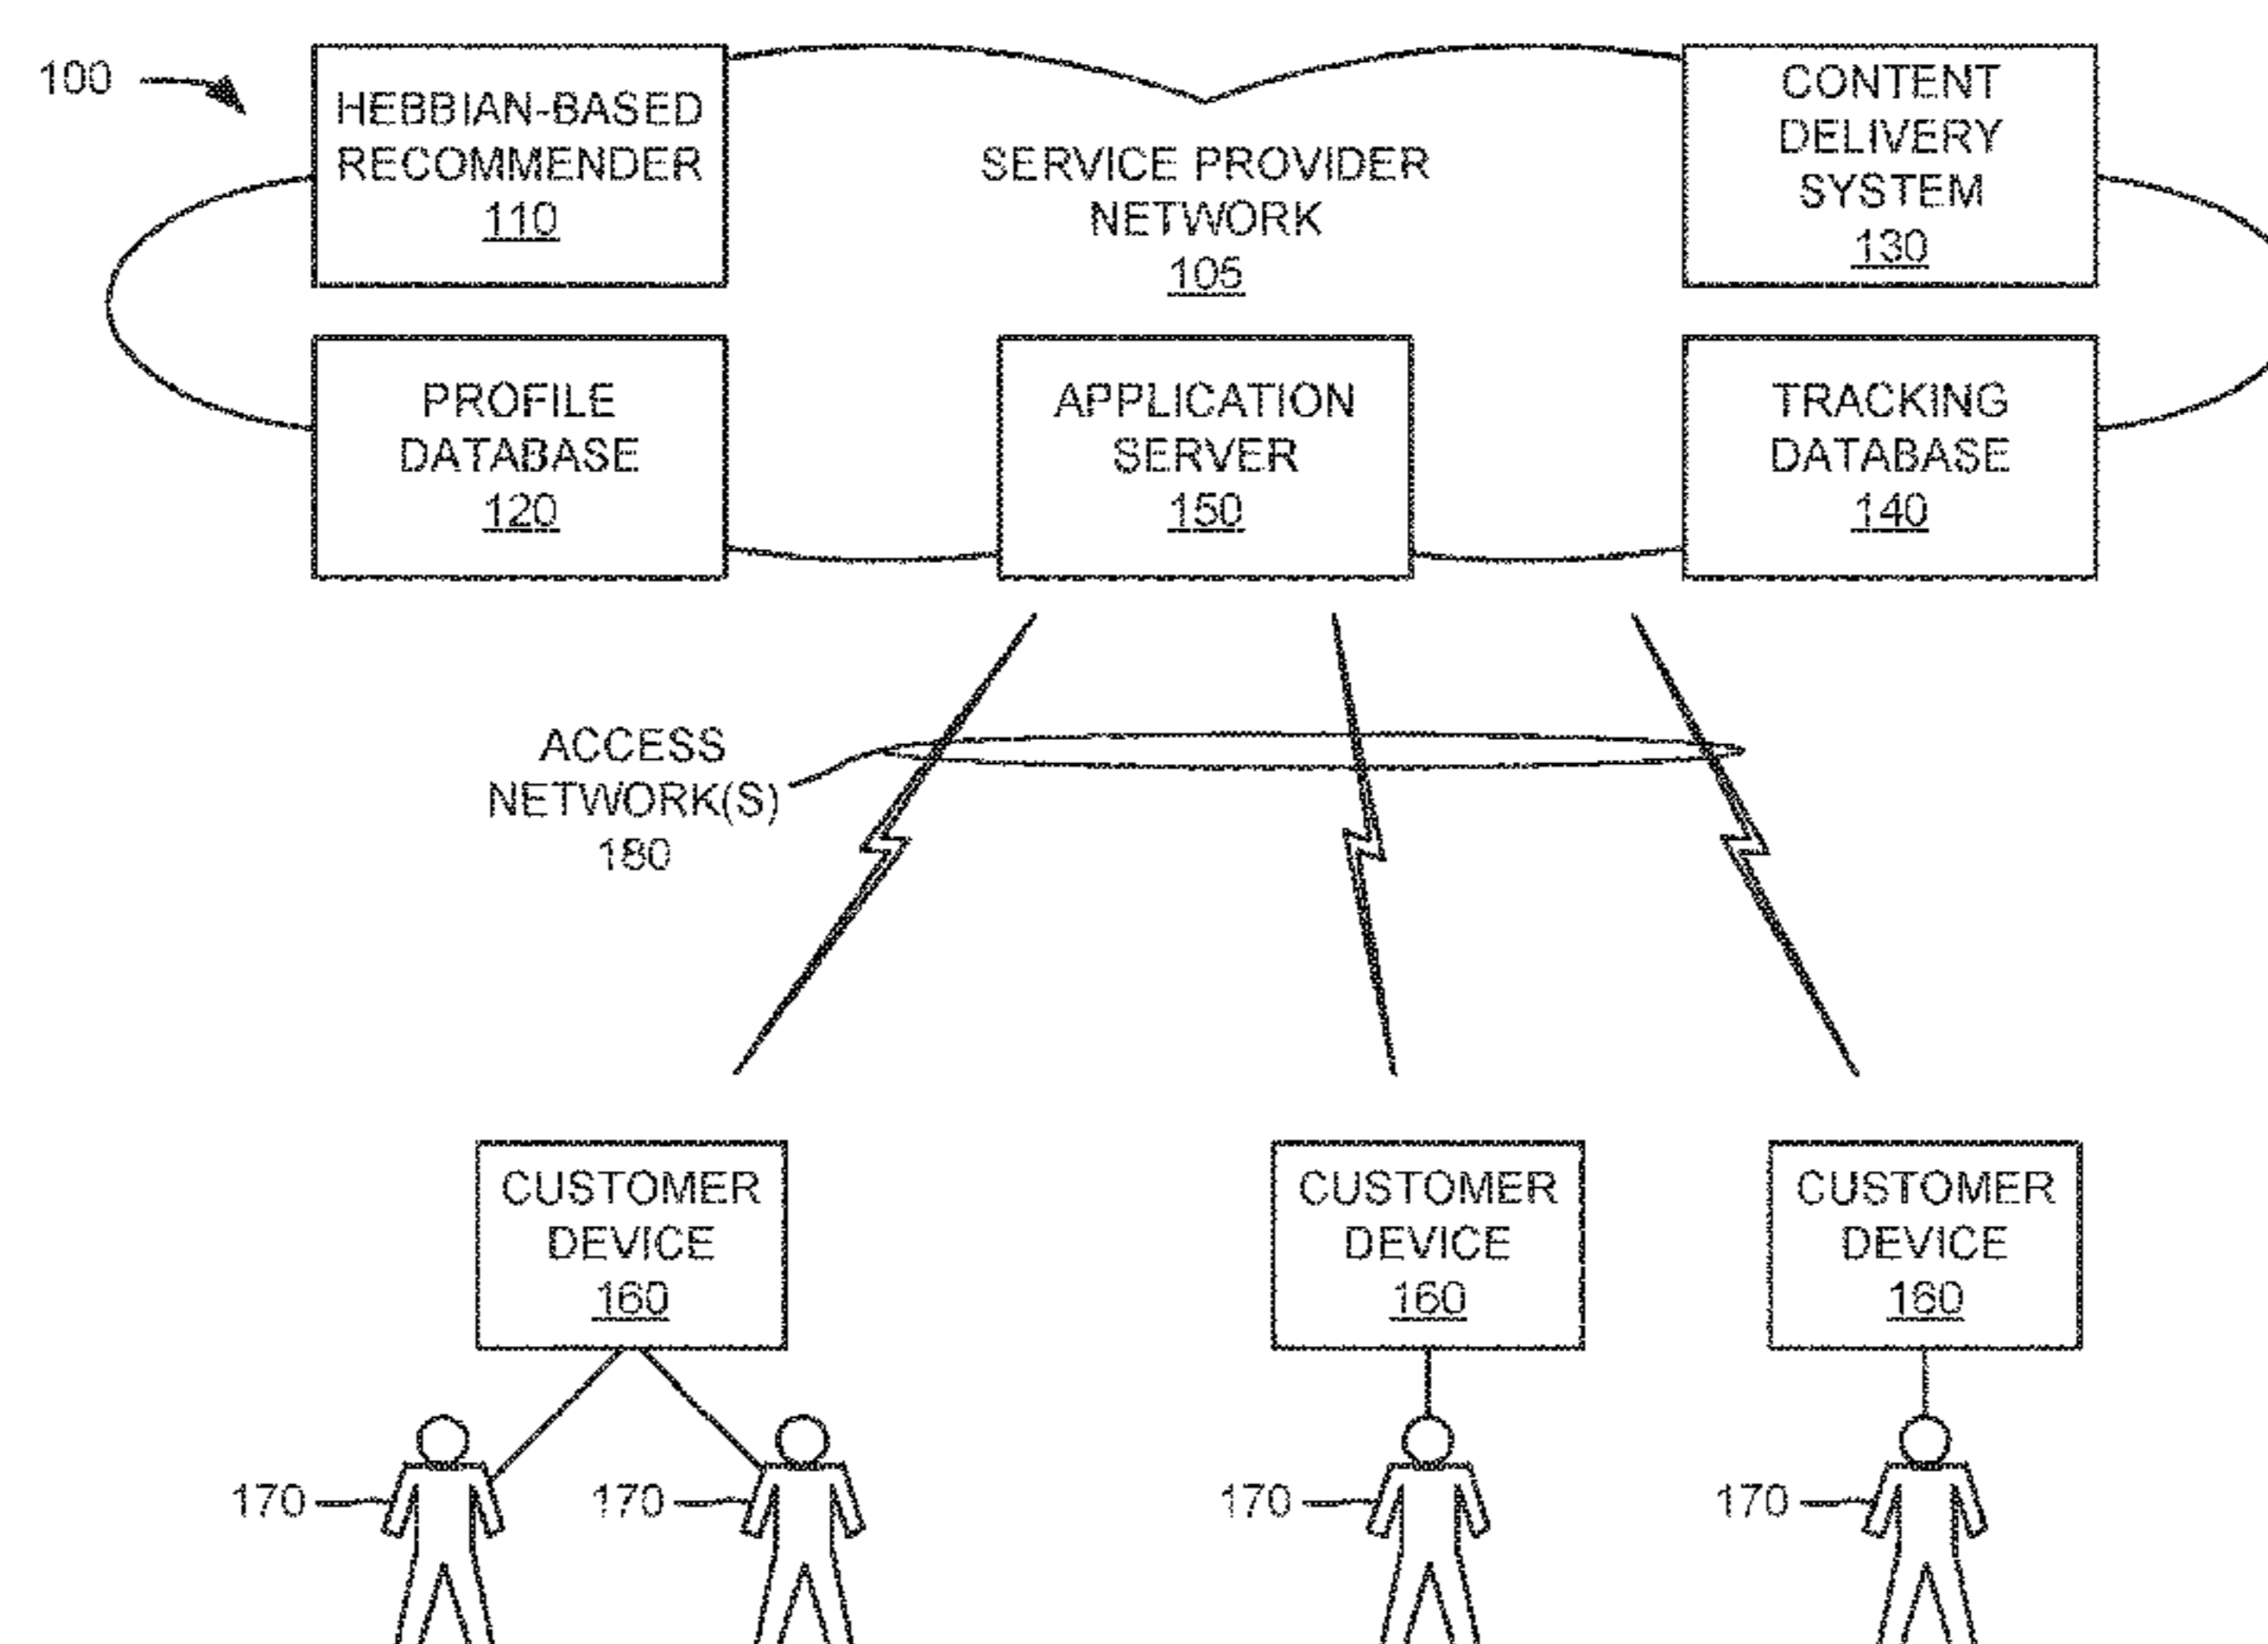 100
HEBBIAN-BASED
RECOMMENDER
110
SERVICE PROVIDER
NETWORK
105
CONTENT
DELIVERY
SYSTEM
130
PROFILE
DATABASE
120
APPLICATION
SERVER
150
TRACKING
DATABASE
140
ACCESS
NETWORK(S)
180
CUSTOMER
DEVICE
160
CUSTOMER
DEVICE
160
CUSTOMER
DEVICE
160
170
170
170
170